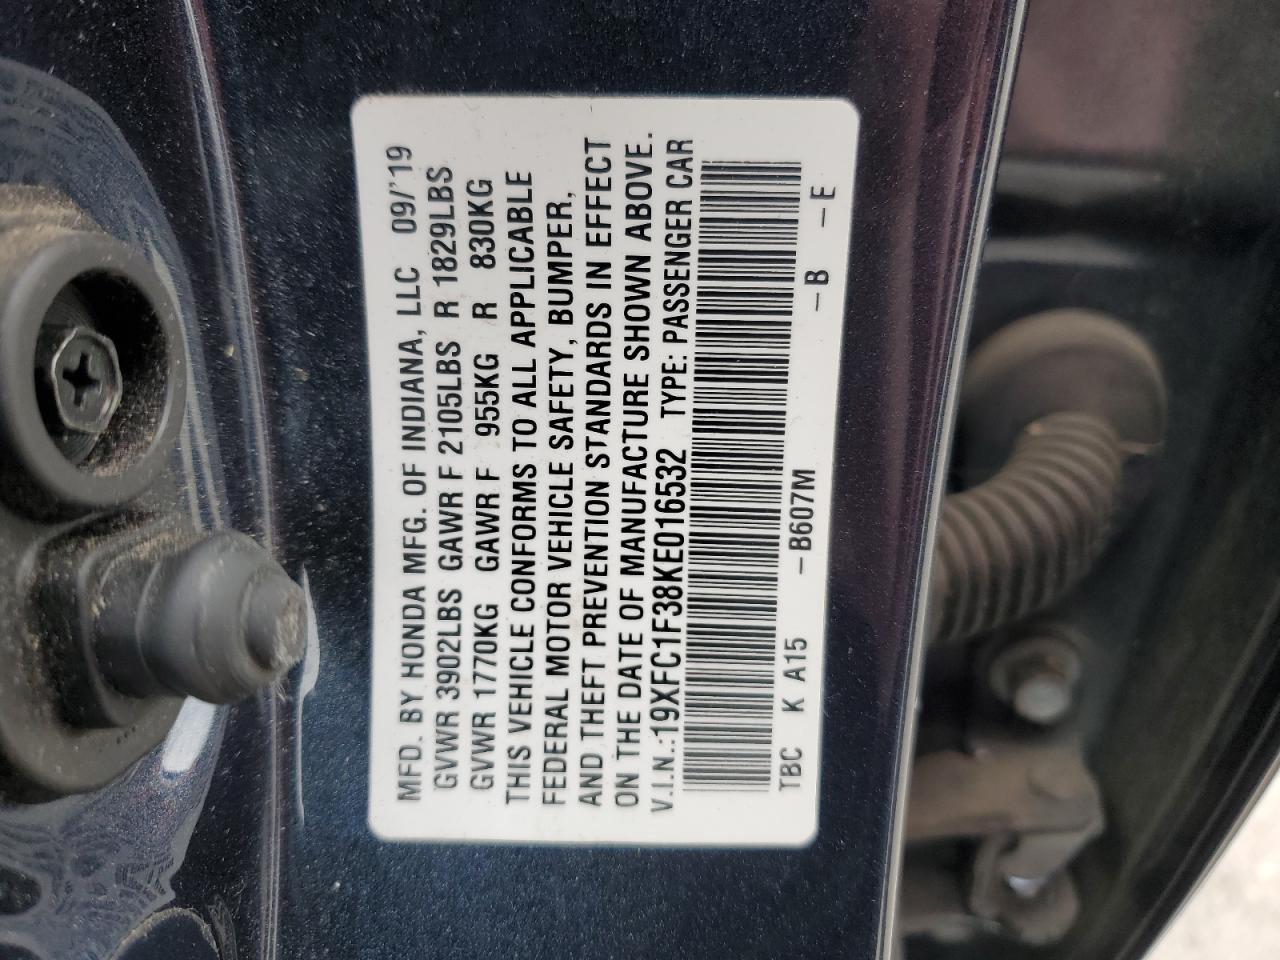 MFD. BY HONDA MFG. OF INDIANA, LLC 09/'19
GVWR 3902LBS GAWR F 2105LBS R 1829LBS
GVWR 1770KG GAWR F 955KG R 830KG
THIS VEHICLE CONFORMS TO ALL APPLICABLE
FEDERAL MOTOR VEHICLE SAFETY, BUMPER,
AND THEFT PREVENTION STANDARDS IN EFFECT
ON THE DATE OF MANUFACTURE SHOWN ABOVE.
V.I.N.:19XFC1F38KE016532 TYPE: PASSENGER CAR
TBC K A15 -B607M -B -E